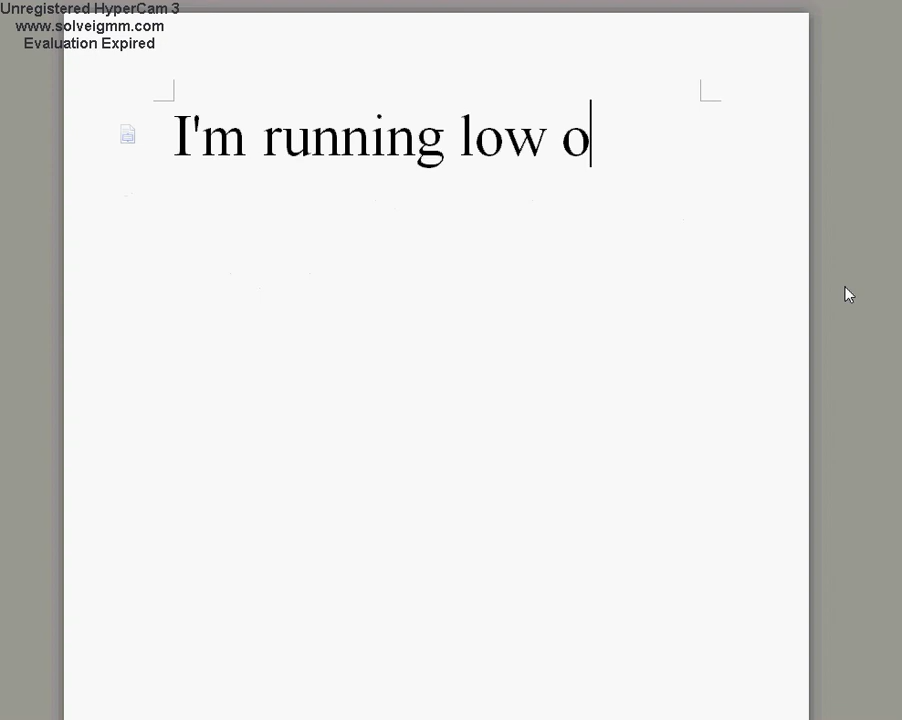 Unregistered HyperCam 3
www.solveigmm.com
Evaluation Expired
I'm running low o